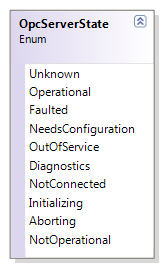 OpcServerState
Enum
Unknown
Operational
Faulted
NeedsConfiguration
OutOfService
Diagnostics
NotConnected
Initializing
Aborting
NotOperational